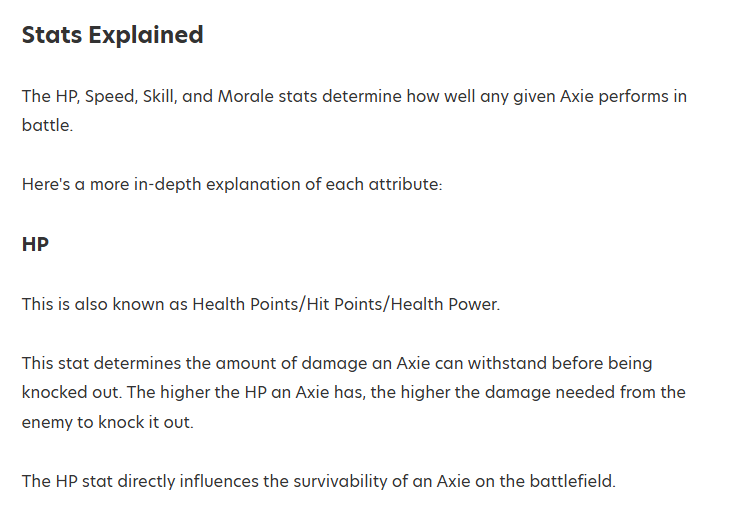 Stats Explained
The HP, Speed, Skill, and Morale stats determine how well any given Axie performs in
battle.
Here's a more in-depth explanation of each attribute:
HP
This is also known as Health Points/Hit Points/Health Power.
This stat determines the amount of damage an Axie can withstand before being
knocked out. The higher the HP an Axie has, the higher the damage needed from the
enemy to knock it out.
The HP stat directly influences the survivability of an Axie on the battlefield.